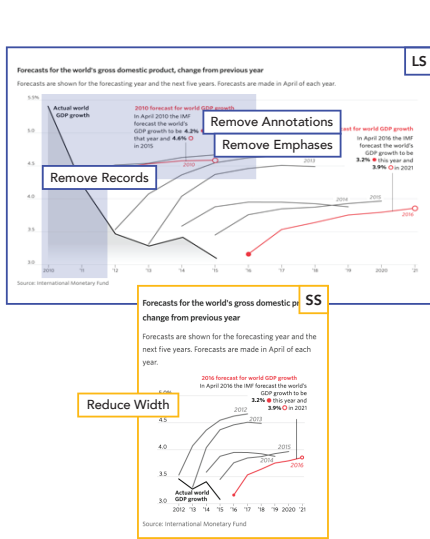 LS
Forecasts for the world's gross domestic product, change from previous year
Forecasts are shown for the forecasting year and the next five years. Forecasts are made in April of each year.
5.5%
Actual world
GDP growth
2010 forecast for world GDP growth
In April 2010 the IMF
forecast the world's
GDP growth to be 4.2%
that year and 4.6%
in 2015
Remove Annotations
Remove Emphases
Remove Records
ast for world GDP growth
In April 2016 the IMF
forecast the world's
GDP growth to be
3.2% this year and
3.9% in 2021
5.0
4.5
4.0
3.5
3.0
2010
2013
2014
2015
2016
2010
'11
'12
'13
'14
'15
'16
'17
'18
'19
2020
'21
Source: International Monetary Fund
SS
Forecasts for the world's gross domestic pr
change from previous year
Forecasts are shown for the forecasting year and the
next five years. Forecasts are made in April of each
year.
2016 forecast for world GDP growth
In April 2016 the IMF forecast the world's
GDP growth to be
3.2% this year and
3.9% in 2021
Reduce Width
5.0%
4.5
4.0
3.5
3.0
2012
2013
2014
2015
2016
Actual world
GDP growth
2012 '13 '14 '15 '16 '17 '18 '19 2020 '21
Source: International Monetary Fund